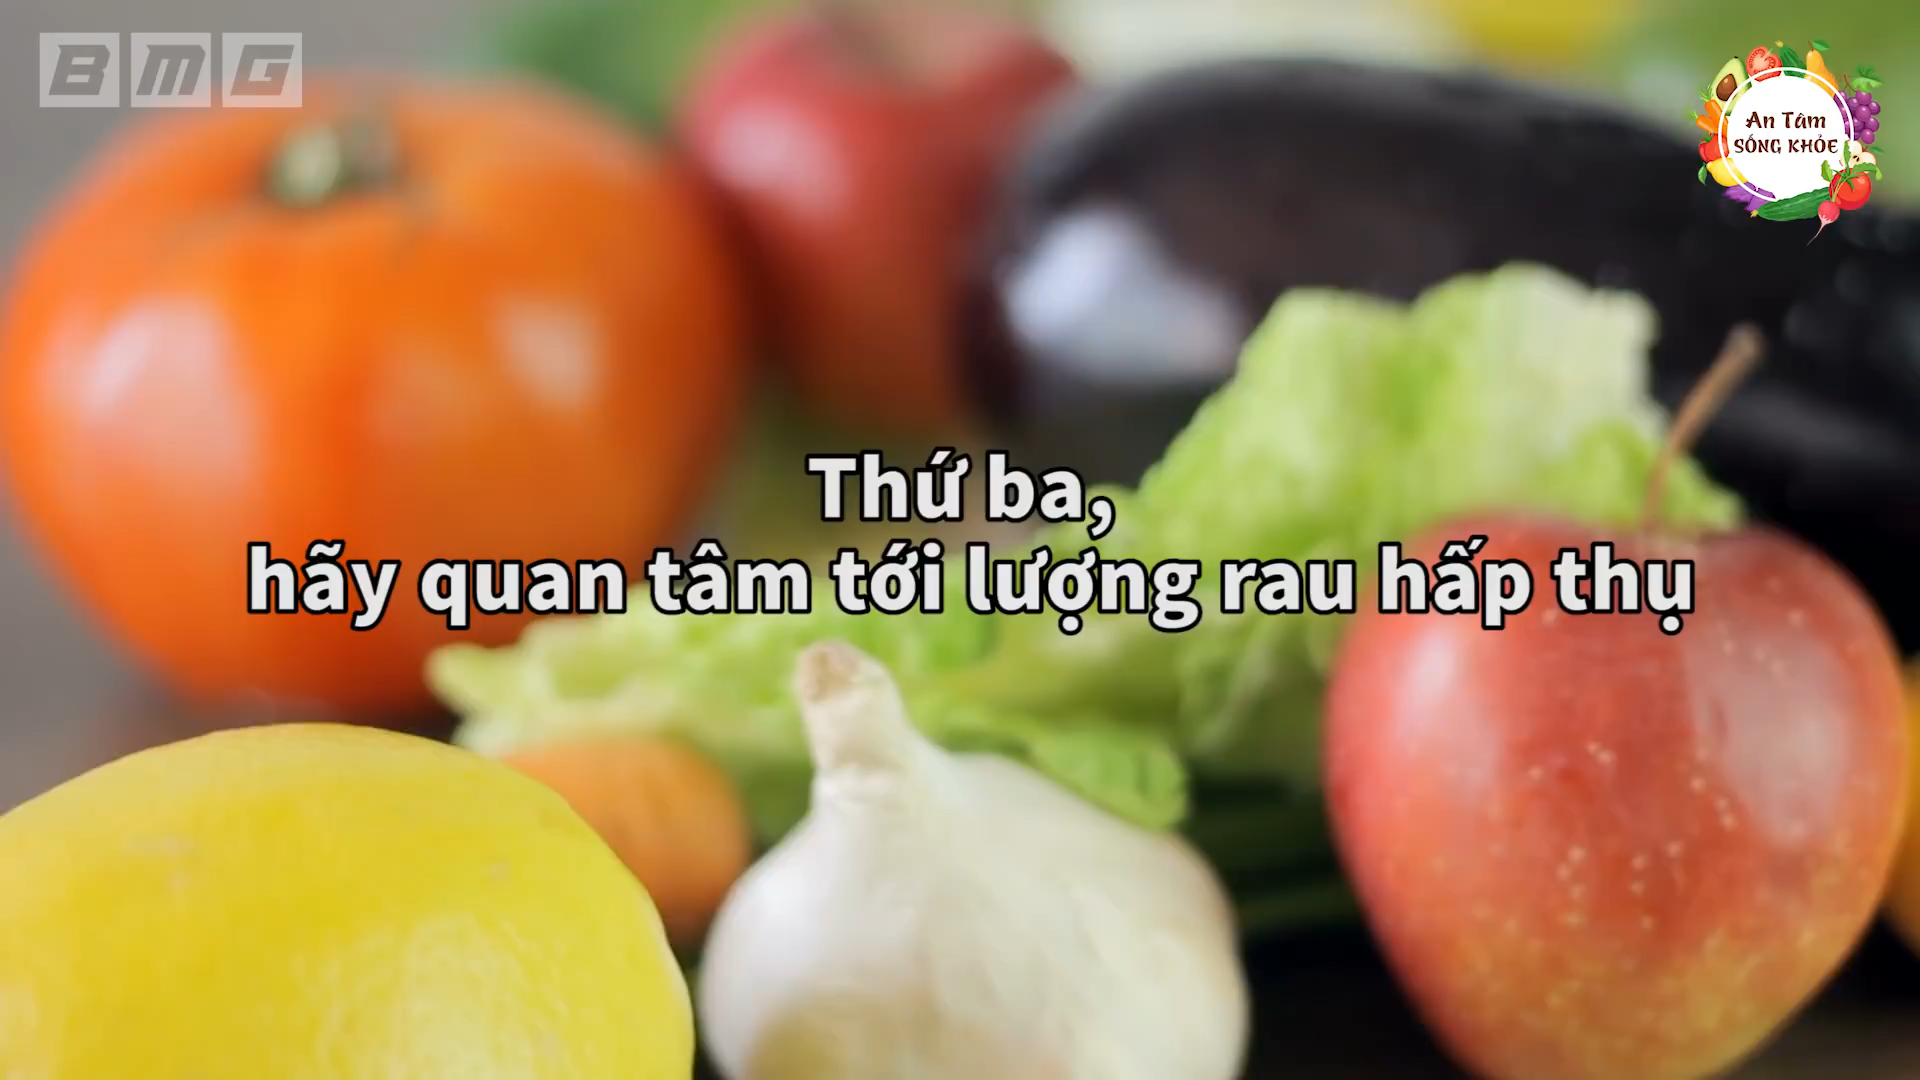 BMG
An Tâm
SỐNG KHỎE
Thứ ba,
hãy quan tâm tới lượng rau hấp thụ